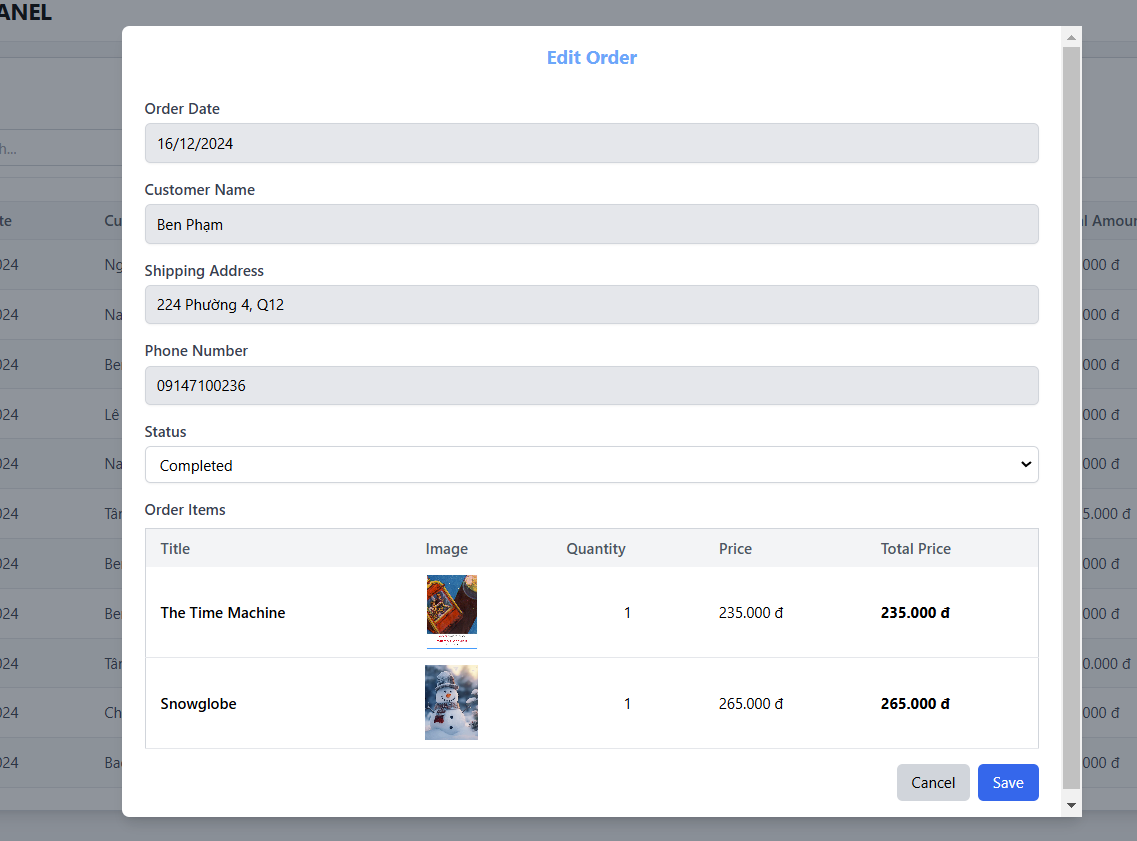 ANEL
Edit Order
Order Date
16/12/2024
Customer Name
Ben Phạm
Shipping Address
224 Phường 4, Q12
Phone Number
09147100236
Status
Completed
Order Items
Title Image Quantity Price Total Price
The Time Machine 1 235.000 đ 235.000 đ
Snowglobe 1 265.000 đ 265.000 đ
Cancel Save
h...
te Cu l Amoun
024 Ng 000 đ
024 Na 000 đ
024 Be 000 đ
024 Lê 000 đ
024 Na 000 đ
024 Tâ 5.000 đ
024 Be 000 đ
024 Be 000 đ
024 Tâ 0.000 đ
024 Ch 000 đ
024 Ba 000 đ